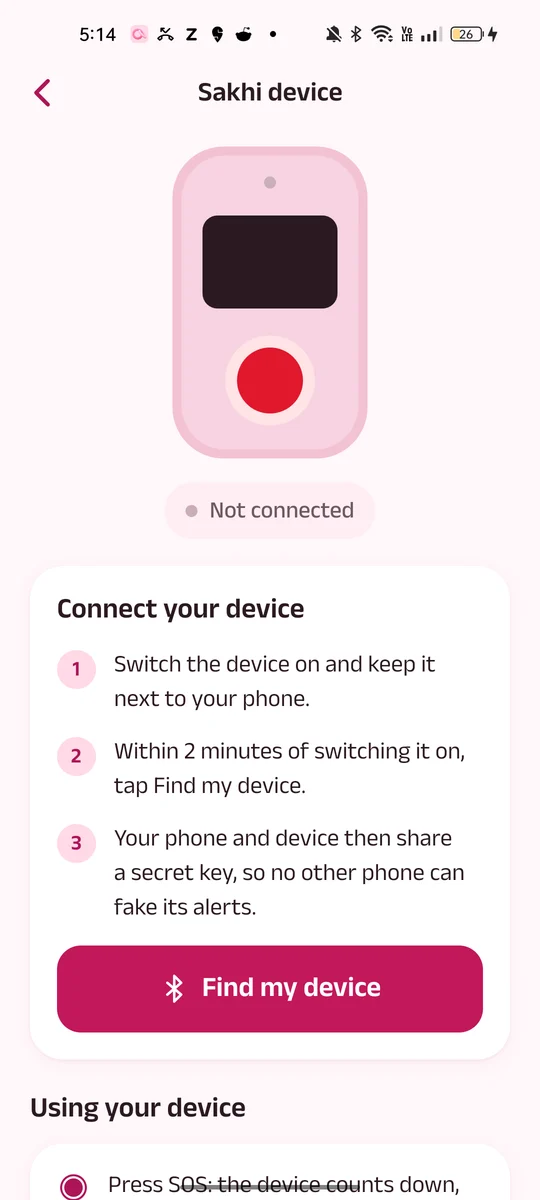 5:14
Z
Vo
LTE
26
Sakhi device
Not connected
Connect your device
1
Switch the device on and keep it
next to your phone.
2
Within 2 minutes of switching it on,
tap Find my device.
3
Your phone and device then share
a secret key, so no other phone can
fake its alerts.
Find my device
Using your device
Press SOS: the device counts down,